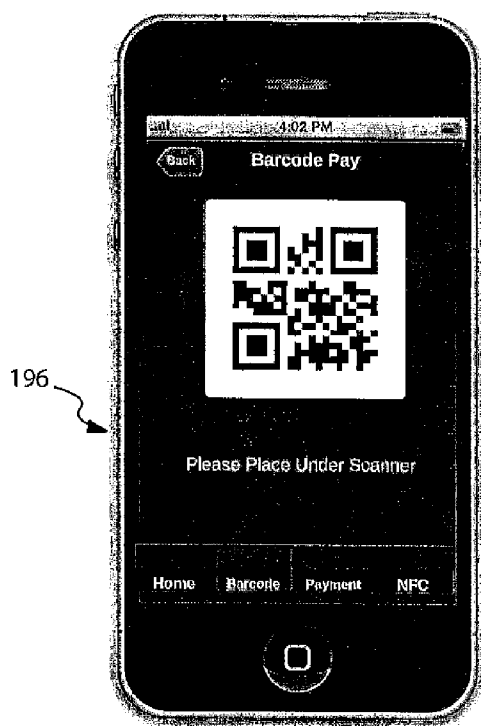 4:02 PM
Back Barcode Pay
196
Please Place Under Scanner
Home Barcode Payment NFC